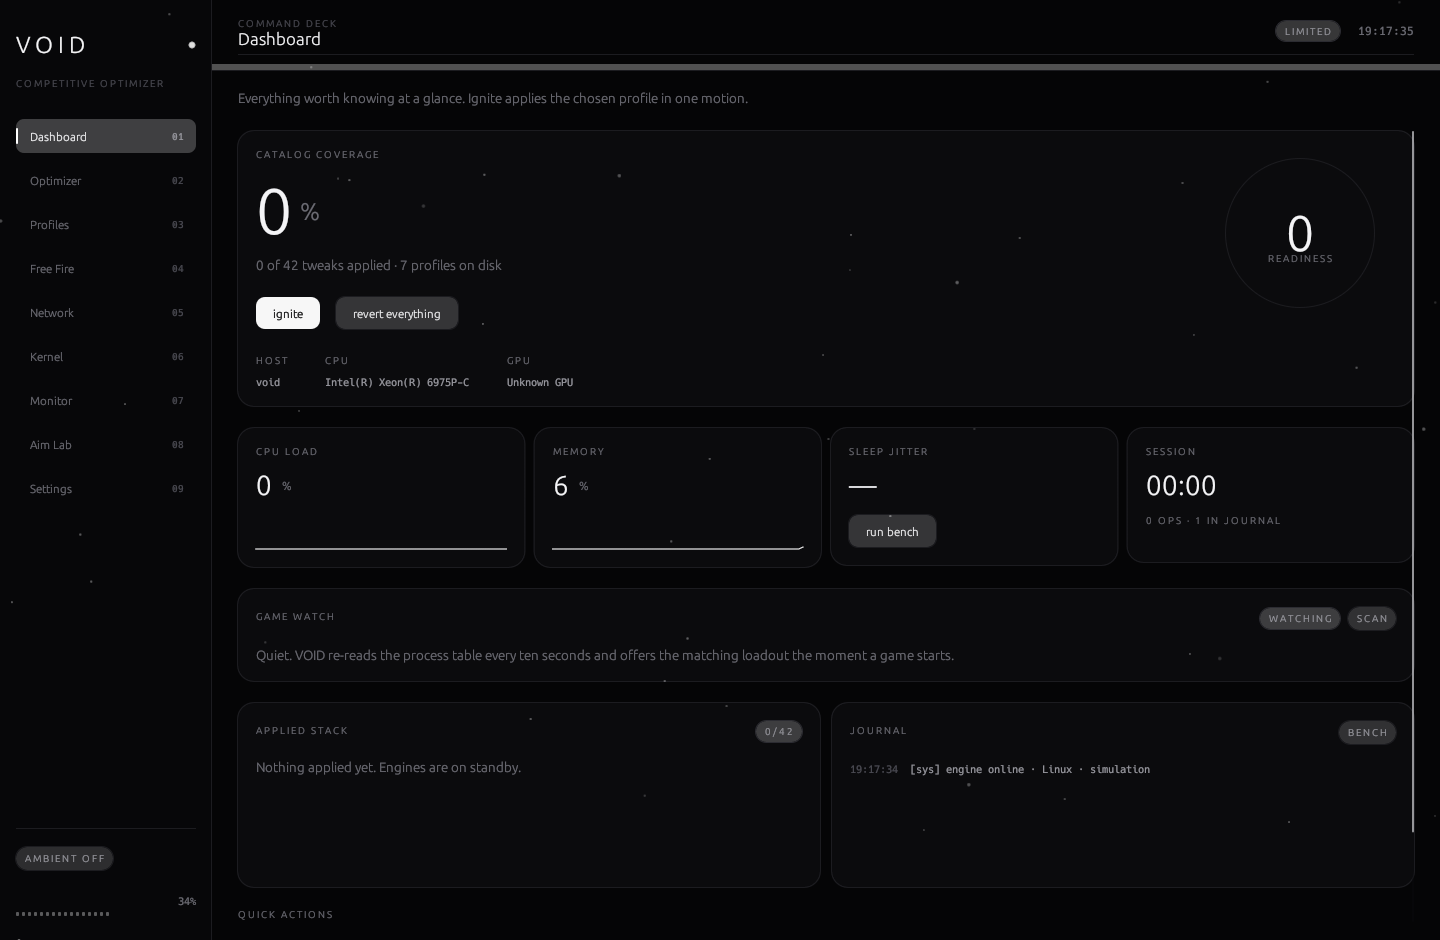 VOID
COMPETITIVE OPTIMIZER
Dashboard 01
Optimizer 02
Profiles 03
Free Fire 04
Network 05
Kernel 06
Monitor 07
Aim Lab 08
Settings 09
AMBIENT OFF
34%
COMMAND DECK
Dashboard
LIMITED 19:17:35
Everything worth knowing at a glance. Ignite applies the chosen profile in one motion.
CATALOG COVERAGE
0 %
0 of 42 tweaks applied · 7 profiles on disk
ignite revert everything
HOST CPU GPU
void Intel(R) Xeon(R) 6975P-C Unknown GPU
0
READINESS
CPU LOAD
0 %
MEMORY
6 %
SLEEP JITTER
—
run bench
SESSION
00:00
0 OPS · 1 IN JOURNAL
GAME WATCH
WATCHING SCAN
Quiet. VOID re-reads the process table every ten seconds and offers the matching loadout the moment a game starts.
APPLIED STACK 0/42
Nothing applied yet. Engines are on standby.
JOURNAL BENCH
19:17:34 [sys] engine online · Linux · simulation
QUICK ACTIONS